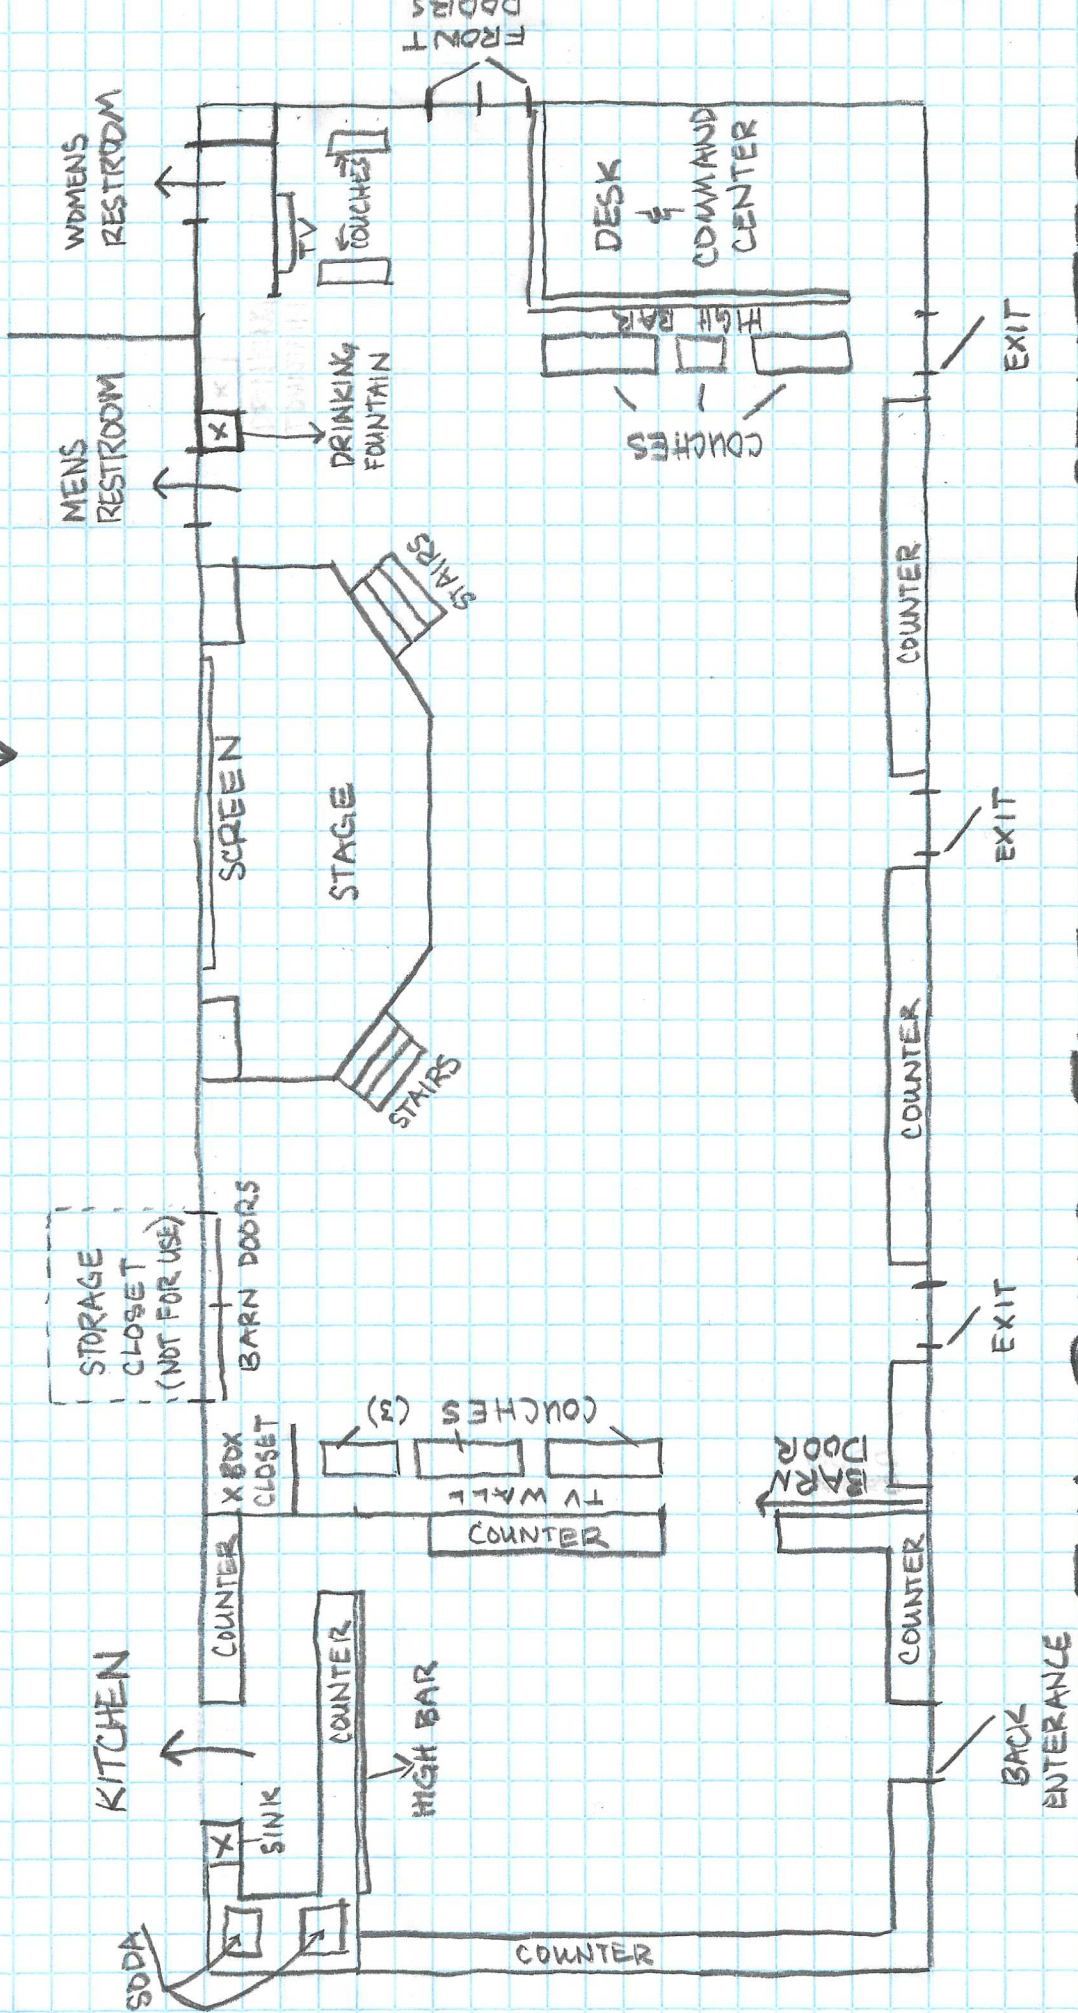 SODA
KITCHEN
SINK
COUNTER
COUNTER
HIGH BAR
COUNTER
BACK
ENTERANCE
COUNTER
COUNTER
TV WALL
COUCHES (3)
BARN
DOOR
XBOX
CLOSET
STORAGE
CLOSET
(NOT FOR USE)
BARN DOORS
EXIT
STAIRS
STAGE
SCREEN
STAIRS
COUNTER
EXIT
COUNTER
EXIT
MENS
RESTROOM
X
X
DRINKING
FOUNTAIN
WOMENS
RESTROOM
TV
COUCHES
COUCHES
HIGH BAR
DESK
&
COMMAND
CENTER
FRONT
DOORS